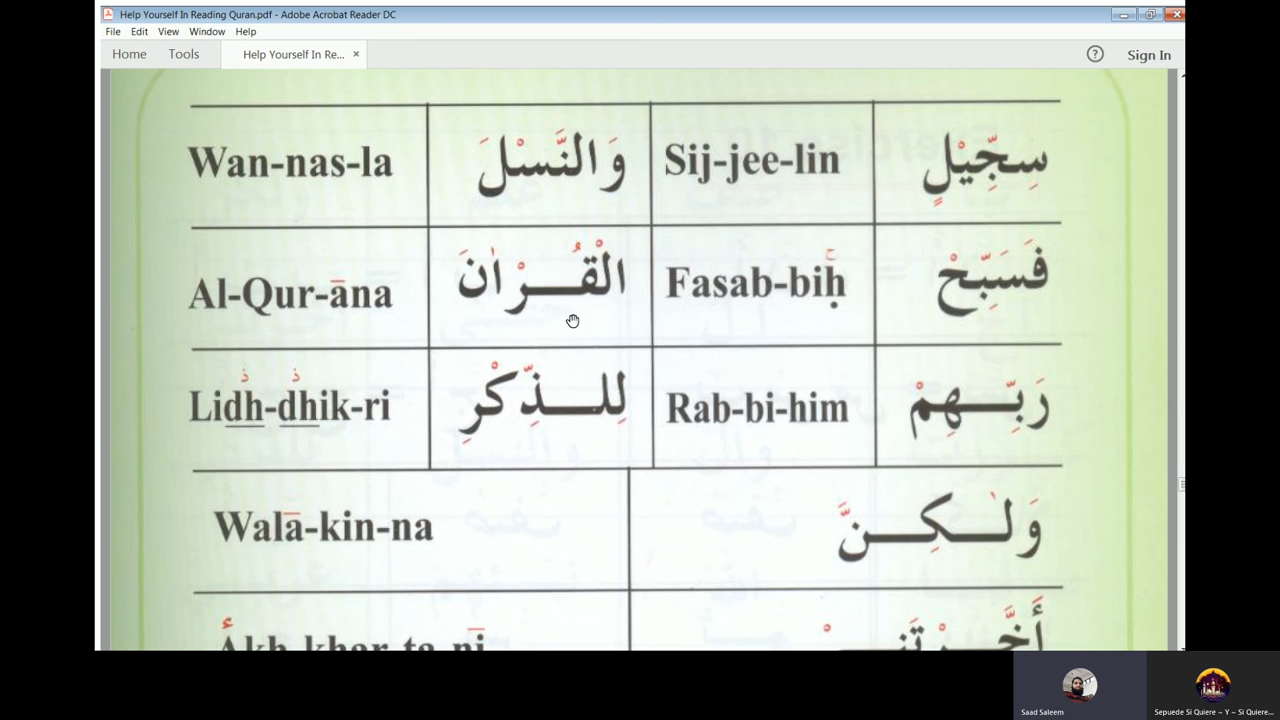 Help Yourself In Reading Quran.pdf - Adobe Acrobat Reader DC
File Edit View Window Help
Home Tools Help Yourself In Re... × ? Sign In
Wan-nas-la وَالنَّسْلَ Sij-jee-lin سِجِّيْلٍ
Al-Qur-āna الْقُرْاٰنَ Fasab-biḥ فَسَبِّحْ
Lidh-dhik-ri لِلذِّكْرِ Rab-bi-him رَبِّهِمْ
Walā-kin-na وَلٰكِنَّ
Saad Saleem Sepuede Si Quiere ~ Y ~ Si Quiere...